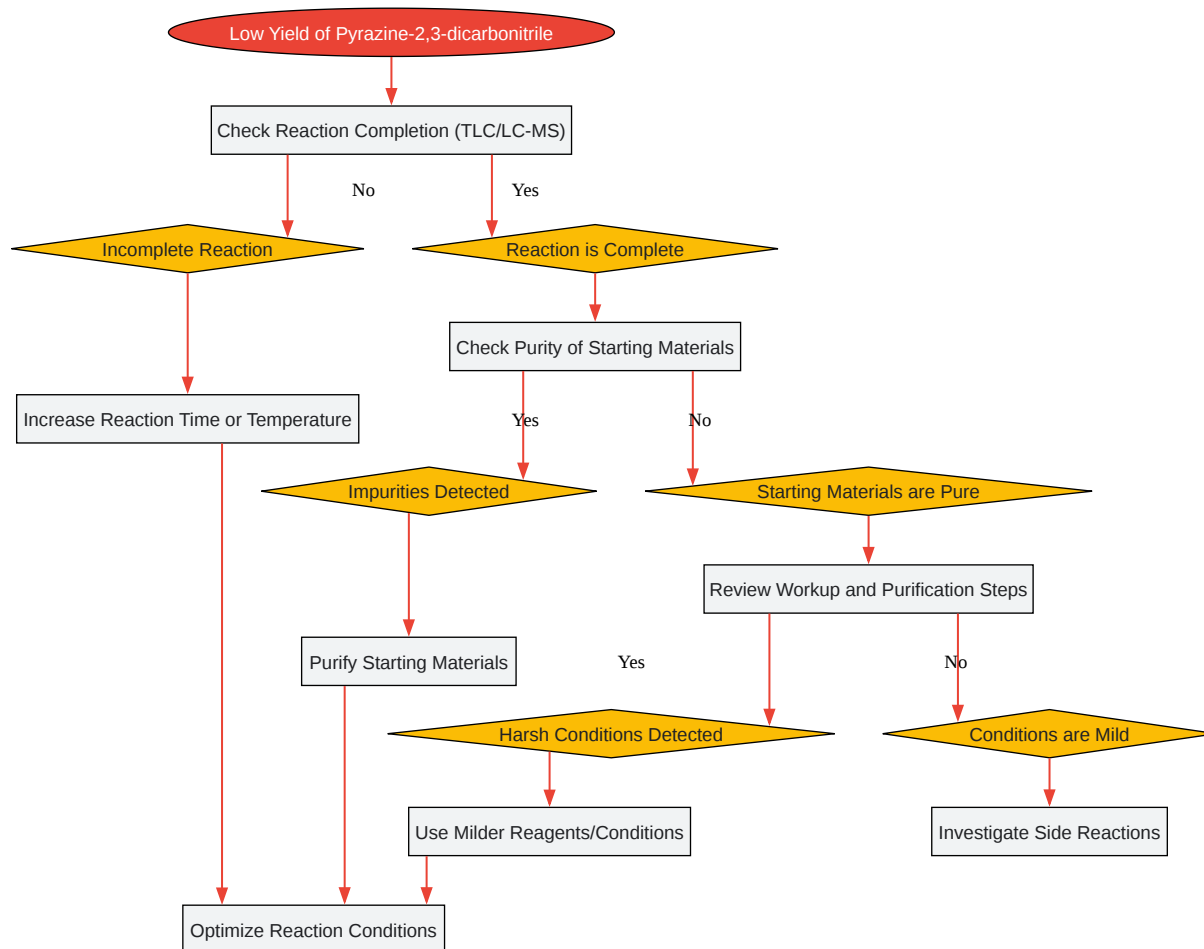 Low Yield of Pyrazine-2,3-dicarbonitrile
Check Reaction Completion (TLC/LC-MS)
No
Yes
Incomplete Reaction
Reaction is Complete
Check Purity of Starting Materials
Increase Reaction Time or Temperature
Yes
No
Impurities Detected
Starting Materials are Pure
Review Workup and Purification Steps
Purify Starting Materials
Yes
No
Harsh Conditions Detected
Conditions are Mild
Use Milder Reagents/Conditions
Investigate Side Reactions
Optimize Reaction Conditions